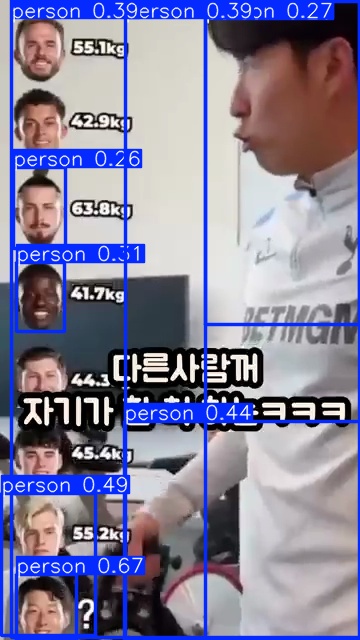 person 0.39
person 0.39
person 0.27
55.1kg
42.9kg
person 0.26
63.8kg
person 0.51
41.7kg
BETMGM
44.3
다른사람꺼
자기가
ㅋㅋㅋ
person 0.44
45.4kg
person 0.49
55.2kg
person 0.67
?